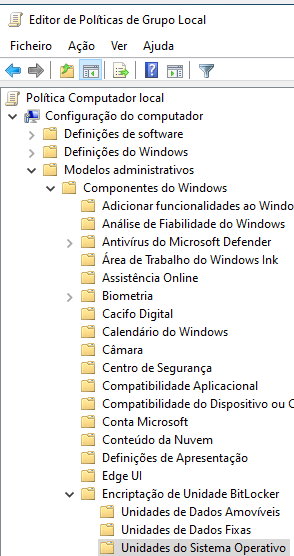 Editor de Políticas de Grupo Local
Ficheiro Ação Ver Ajuda
Política Computador local
Configuração do computador
Definições de software
Definições do Windows
Modelos administrativos
Componentes do Windows
Adicionar funcionalidades ao Windo
Análise de Fiabilidade do Windows
Antivírus do Microsoft Defender
Área de Trabalho do Windows Ink
Assistência Online
Biometria
Cacifo Digital
Calendário do Windows
Câmara
Centro de Segurança
Compatibilidade Aplicacional
Compatibilidade do Dispositivo ou C
Conta Microsoft
Conteúdo da Nuvem
Definições de Apresentação
Edge UI
Encriptação de Unidade BitLocker
Unidades de Dados Amovíveis
Unidades de Dados Fixas
Unidades do Sistema Operativo